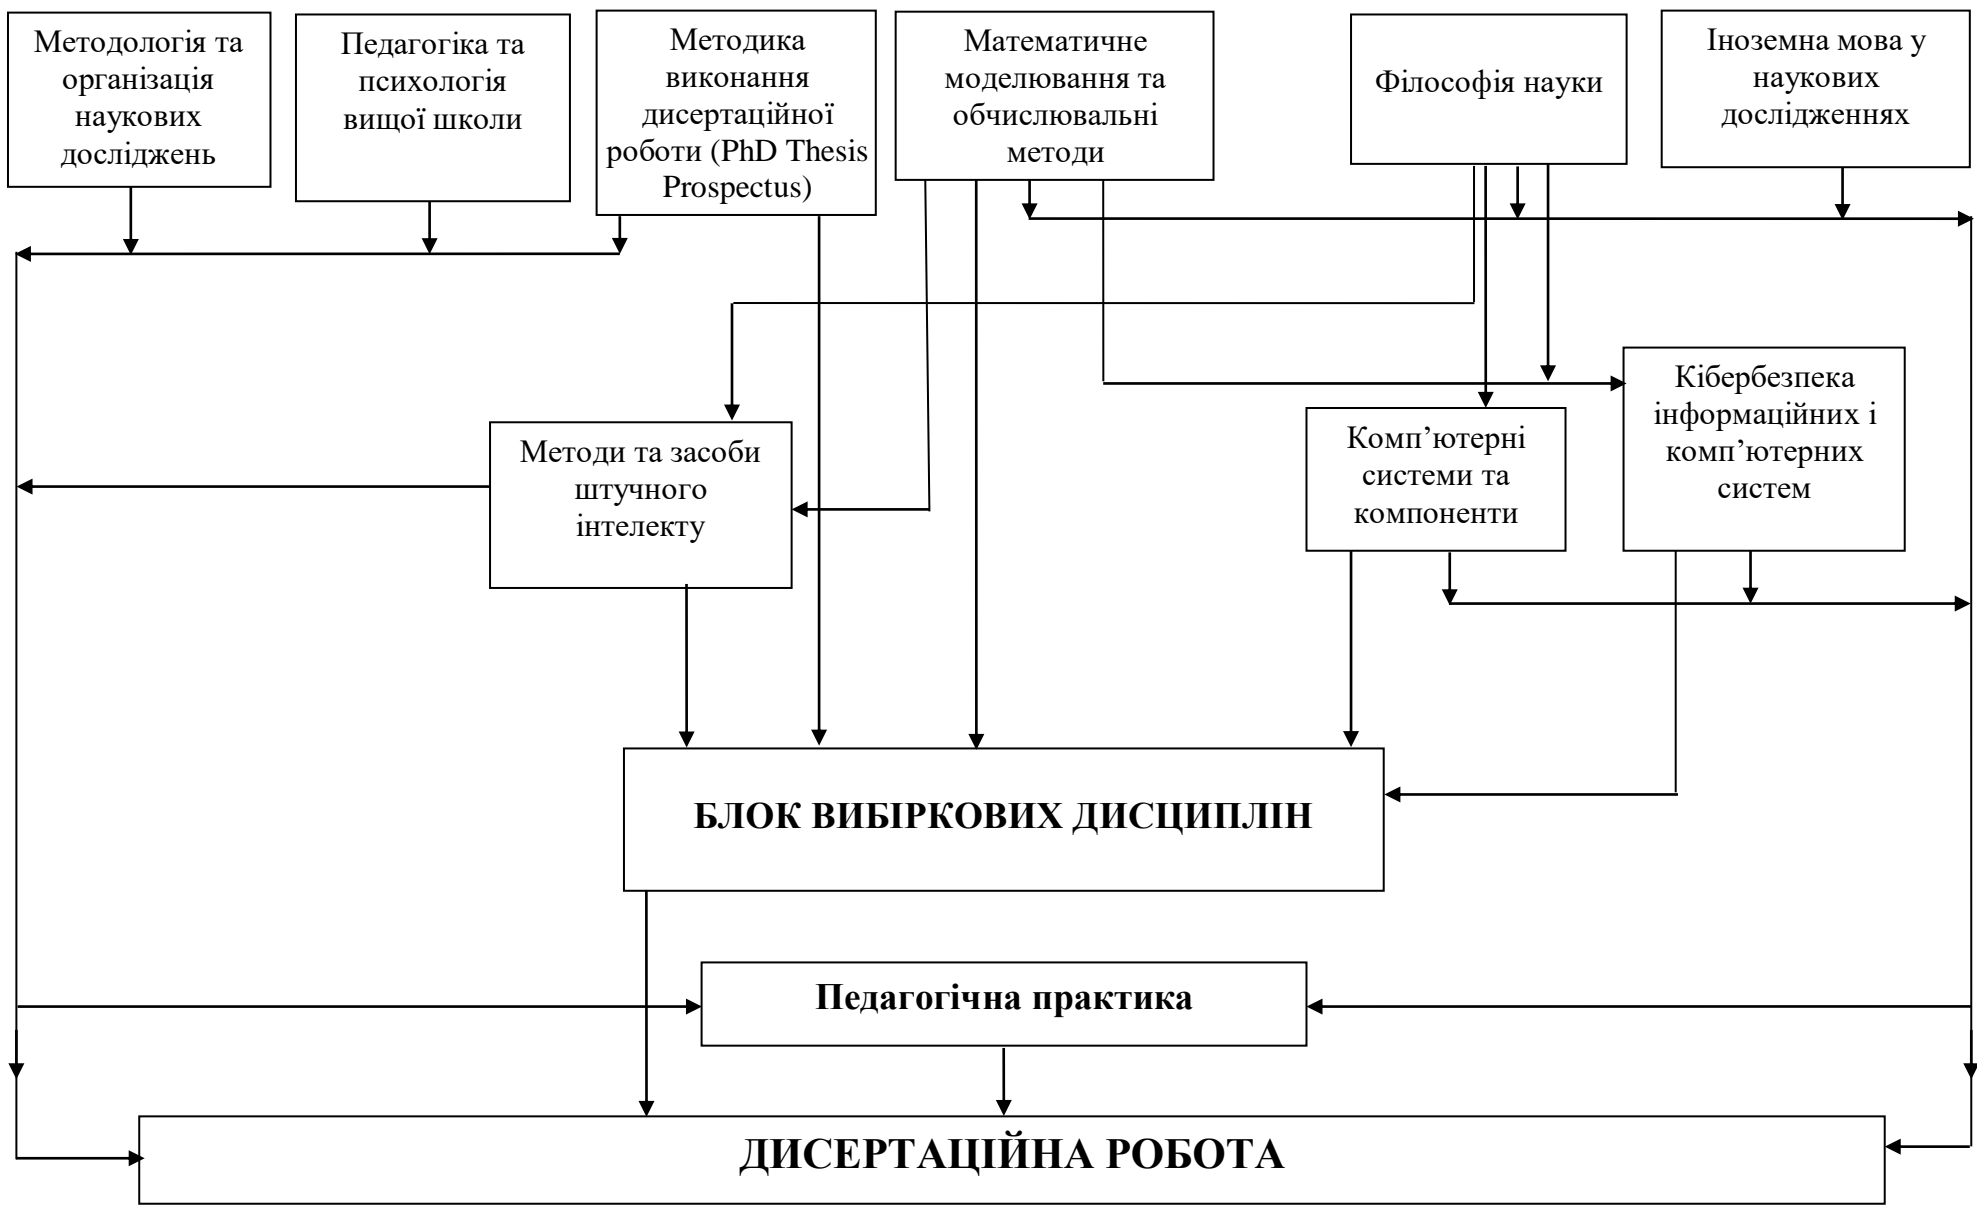 Методологія та
організація
наукових
досліджень
Педагогіка та
психологія
вищої школи
Методика
виконання
дисертаційної
роботи (PhD Thesis
Prospectus)
Математичне
моделювання та
обчислювальні
методи
Філософія науки
Іноземна мова у
наукових
дослідженнях
Методи та засоби
штучного
інтелекту
Комп’ютерні
системи та
компоненти
Кібербезпека
інформаційних і
комп’ютерних
систем
БЛОК ВИБІРКОВИХ ДИСЦИПЛІН
Педагогічна практика
ДИСЕРТАЦІЙНА РОБОТА